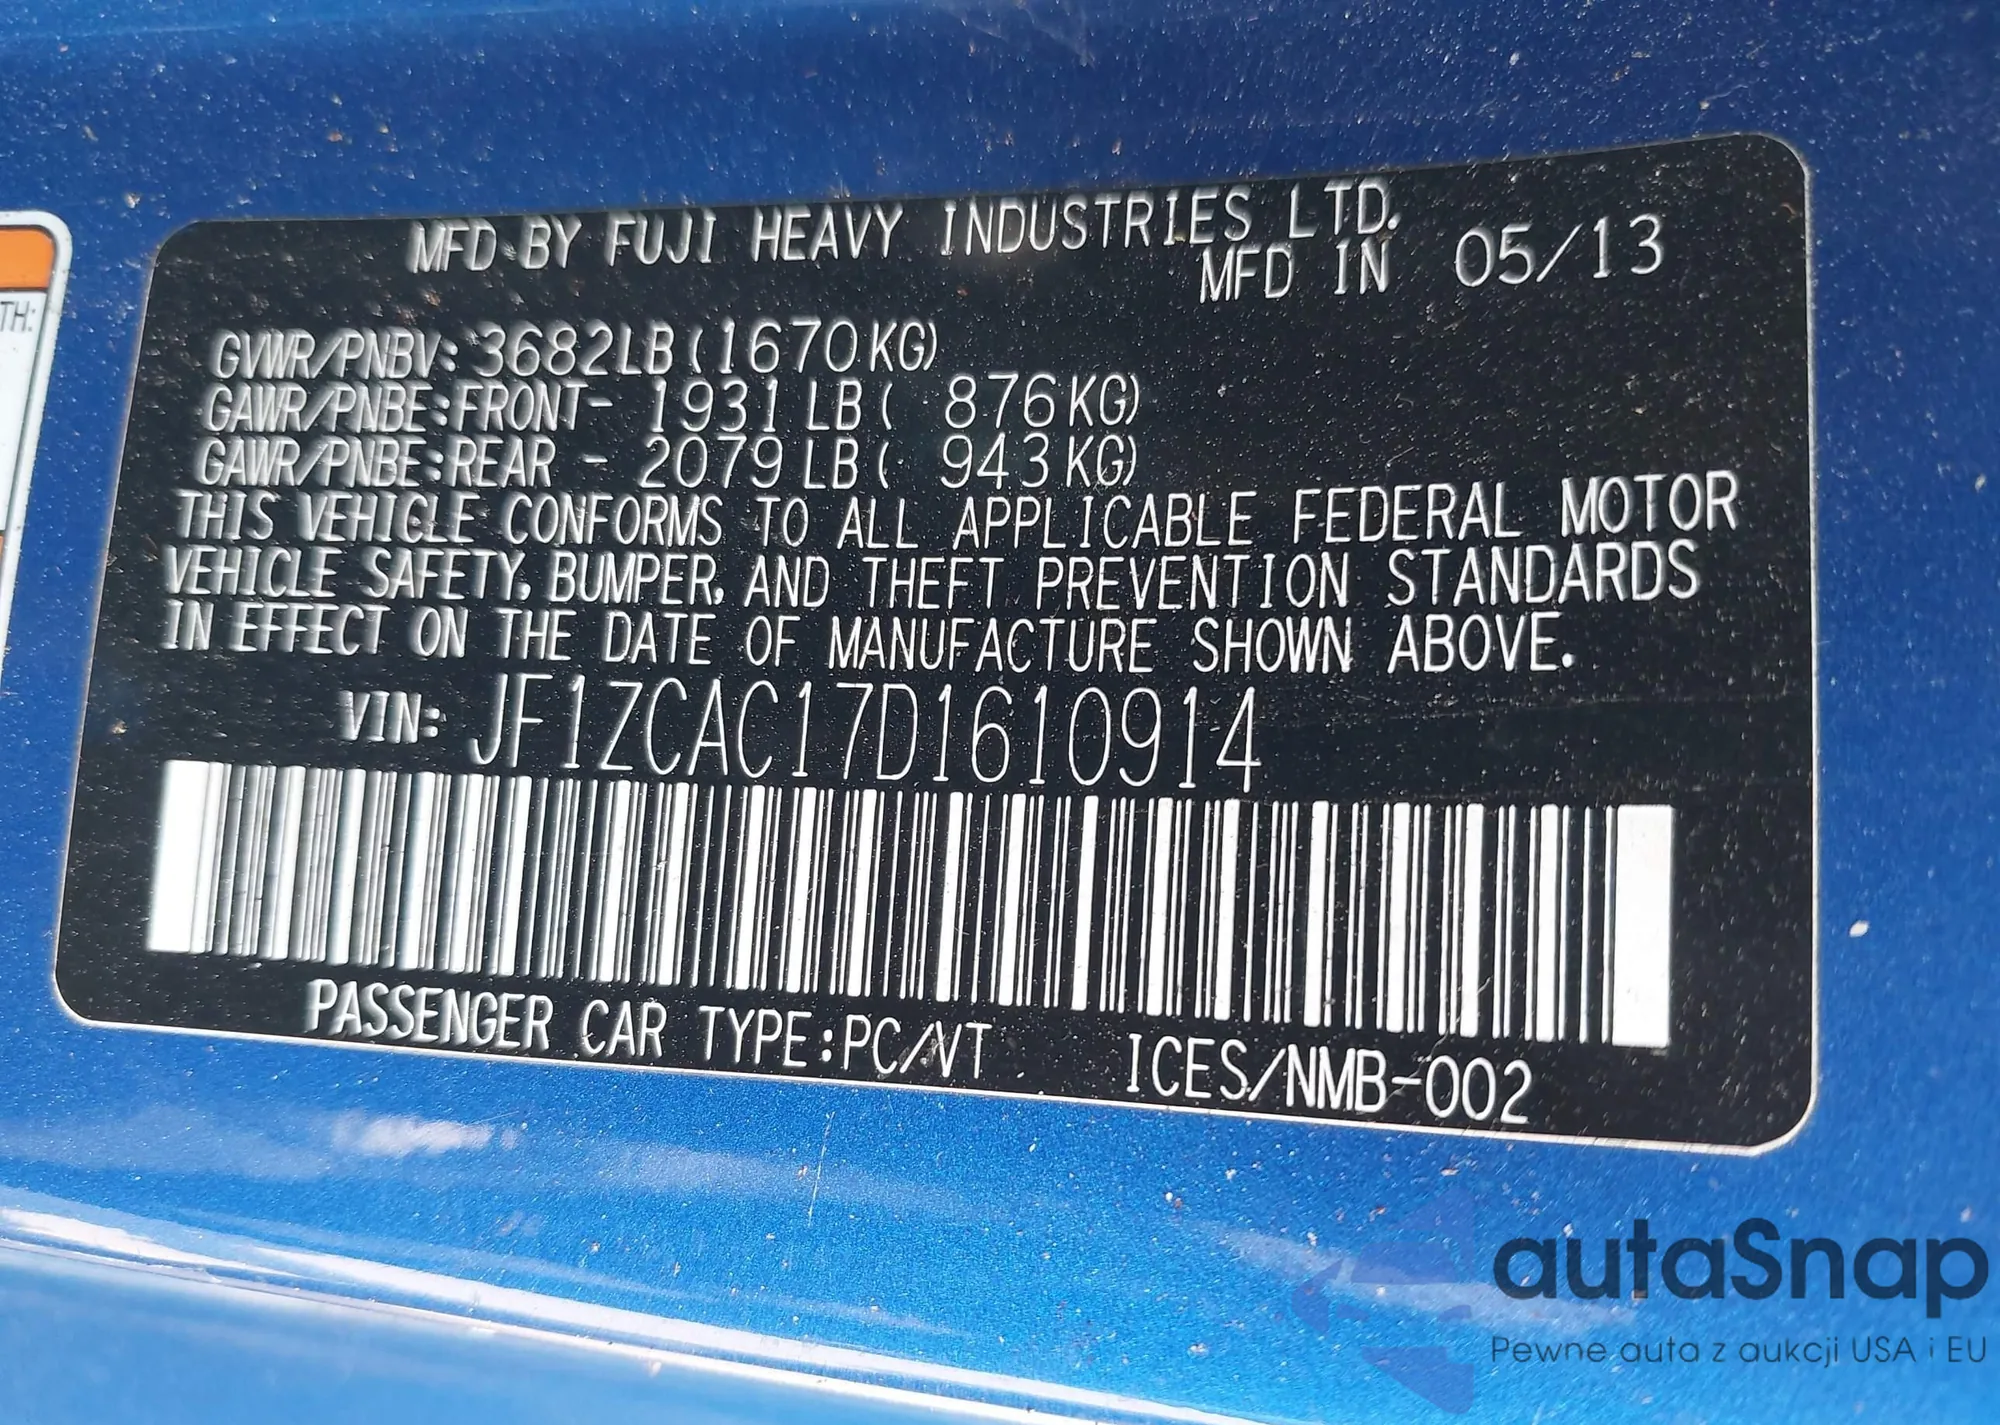 TH:
MFD BY FUJI HEAVY INDUSTRIES LTD.
MFD IN 05/13
GVWR/PNBV: 3682LB(1670KG)
GAWR/PNBE:FRONT- 1931LB( 876KG)
GAWR/PNBE:REAR - 2079LB( 943KG)
THIS VEHICLE CONFORMS TO ALL APPLICABLE FEDERAL MOTOR
VEHICLE SAFETY, BUMPER, AND THEFT PREVENTION STANDARDS
IN EFFECT ON THE DATE OF MANUFACTURE SHOWN ABOVE.
VIN: JF1ZCAC17D1610914
PASSENGER CAR TYPE:PC/VT ICES/NMB-002
autaSnap
Pewne auta z aukcji USA i EU